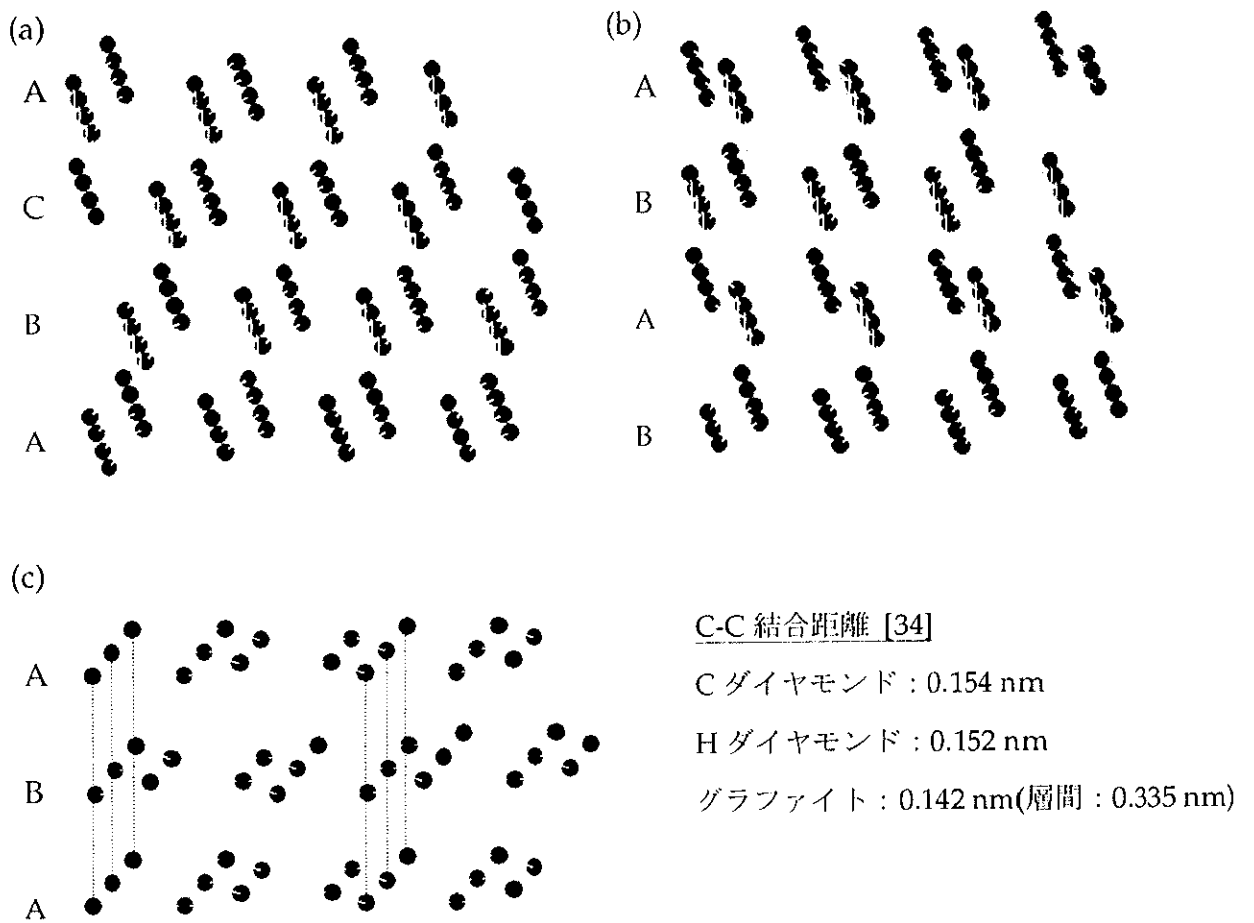 (a)
A
C
B
A
(b)
A
B
A
B
(c)
A
B
A
C-C 結合距離 [34]
C ダイヤモンド : 0.154 nm
H ダイヤモンド : 0.152 nm
グラファイト : 0.142 nm(層間 : 0.335 nm)